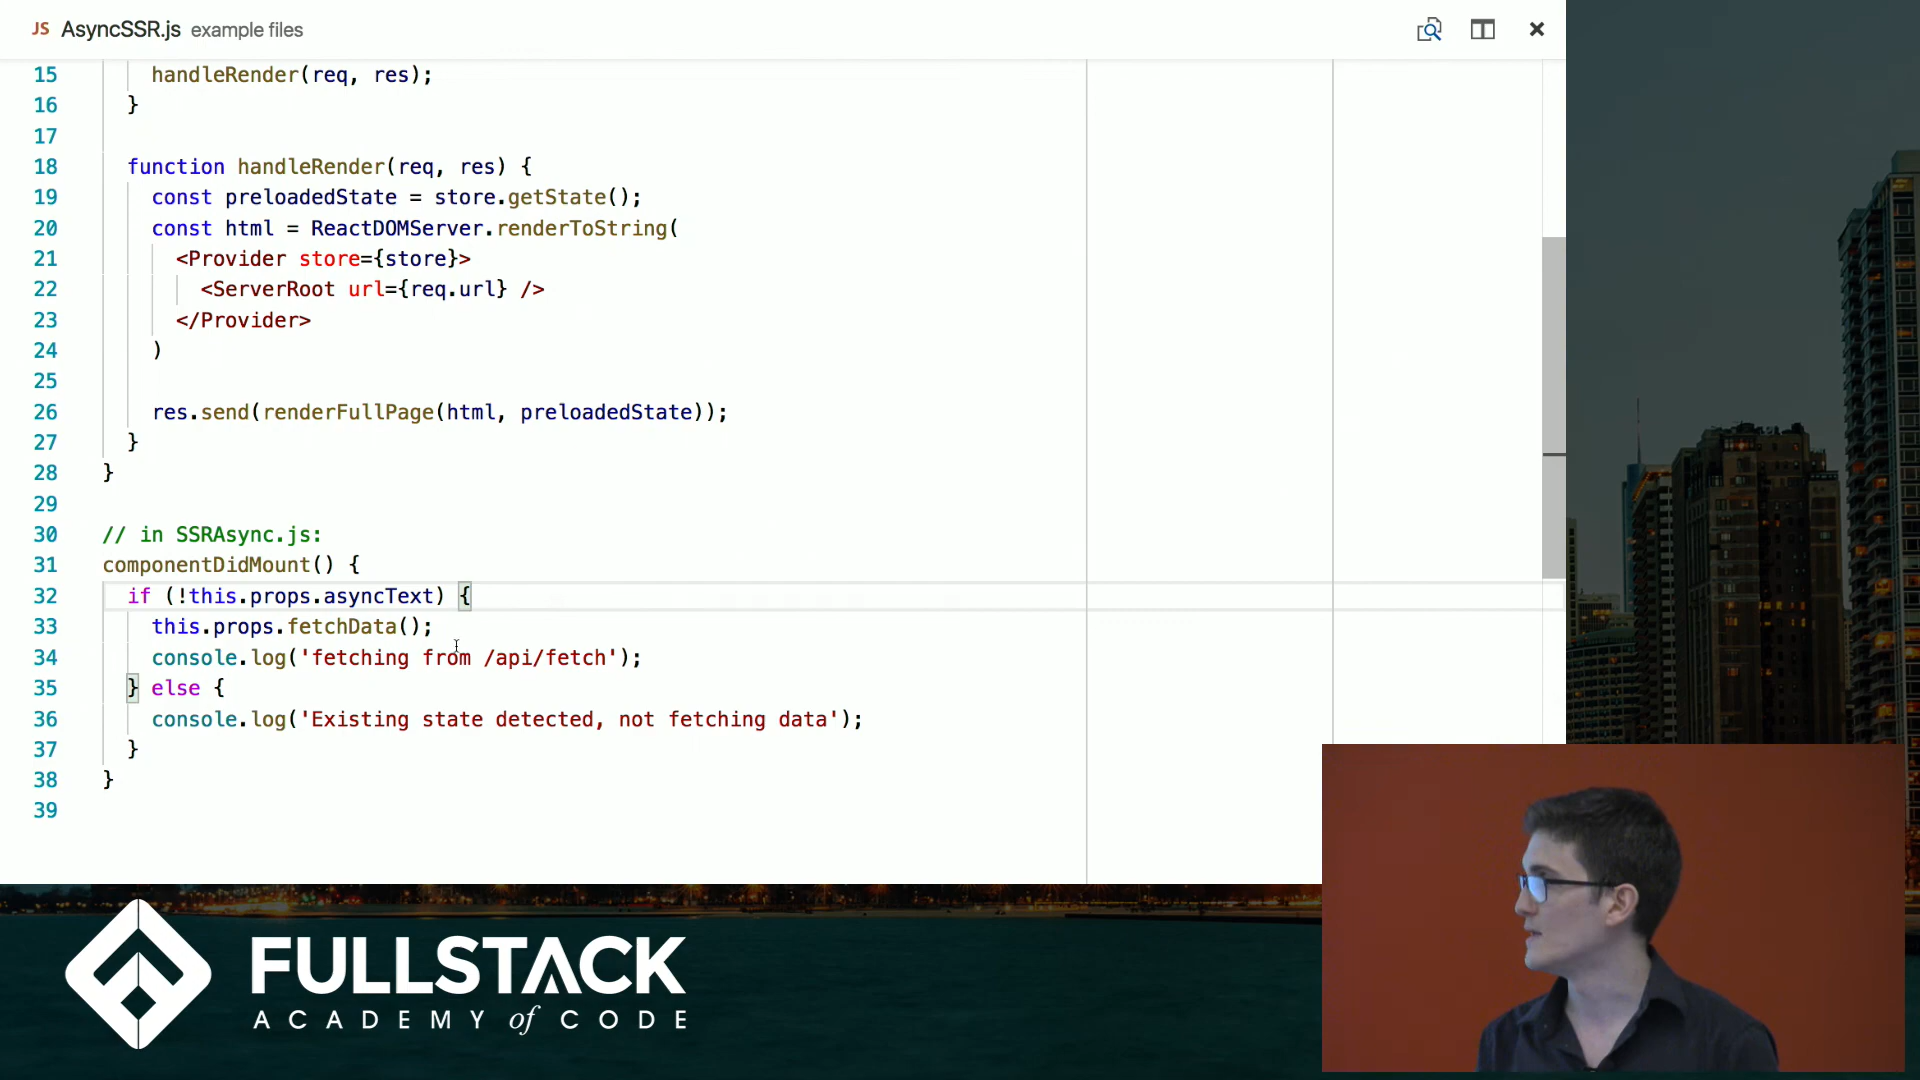 JS AsyncSSR.js example files
15 handleRender(req, res);
16 }
17
18 function handleRender(req, res) {
19 const preloadedState = store.getState();
20 const html = ReactDOMServer.renderToString(
21 <Provider store={store}>
22 <ServerRoot url={req.url} />
23 </Provider>
24 )
25
26 res.send(renderFullPage(html, preloadedState));
27 }
28 }
29
30 // in SSRAsync.js:
31 componentDidMount() {
32 if (!this.props.asyncText) {
33 this.props.fetchData();
34 console.log('fetching from /api/fetch');
35 } else {
36 console.log('Existing state detected, not fetching data');
37 }
38 }
39
FULLSTACK
ACADEMY of CODE